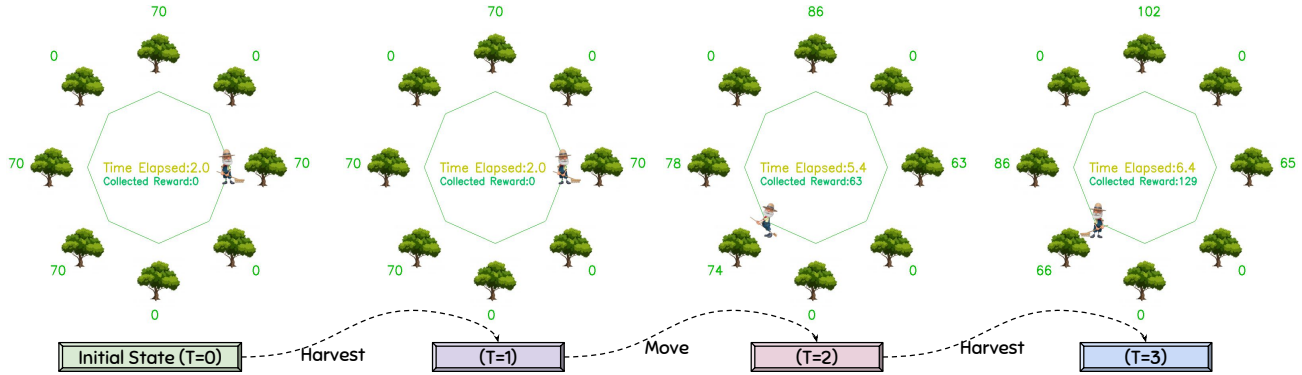 70
0 0
70 Time Elapsed:2.0 70
Collected Reward:0
70 0
0
Initial State (T=0)
Harvest
70
0 0
70 Time Elapsed:2.0 70
Collected Reward:0
70 0
0
(T=1)
Move
86
0 0
78 Time Elapsed:5.4 63
Collected Reward:63
74 0
0
(T=2)
Harvest
102
0 0
86 Time Elapsed:6.4 65
Collected Reward:129
66 0
0
(T=3)